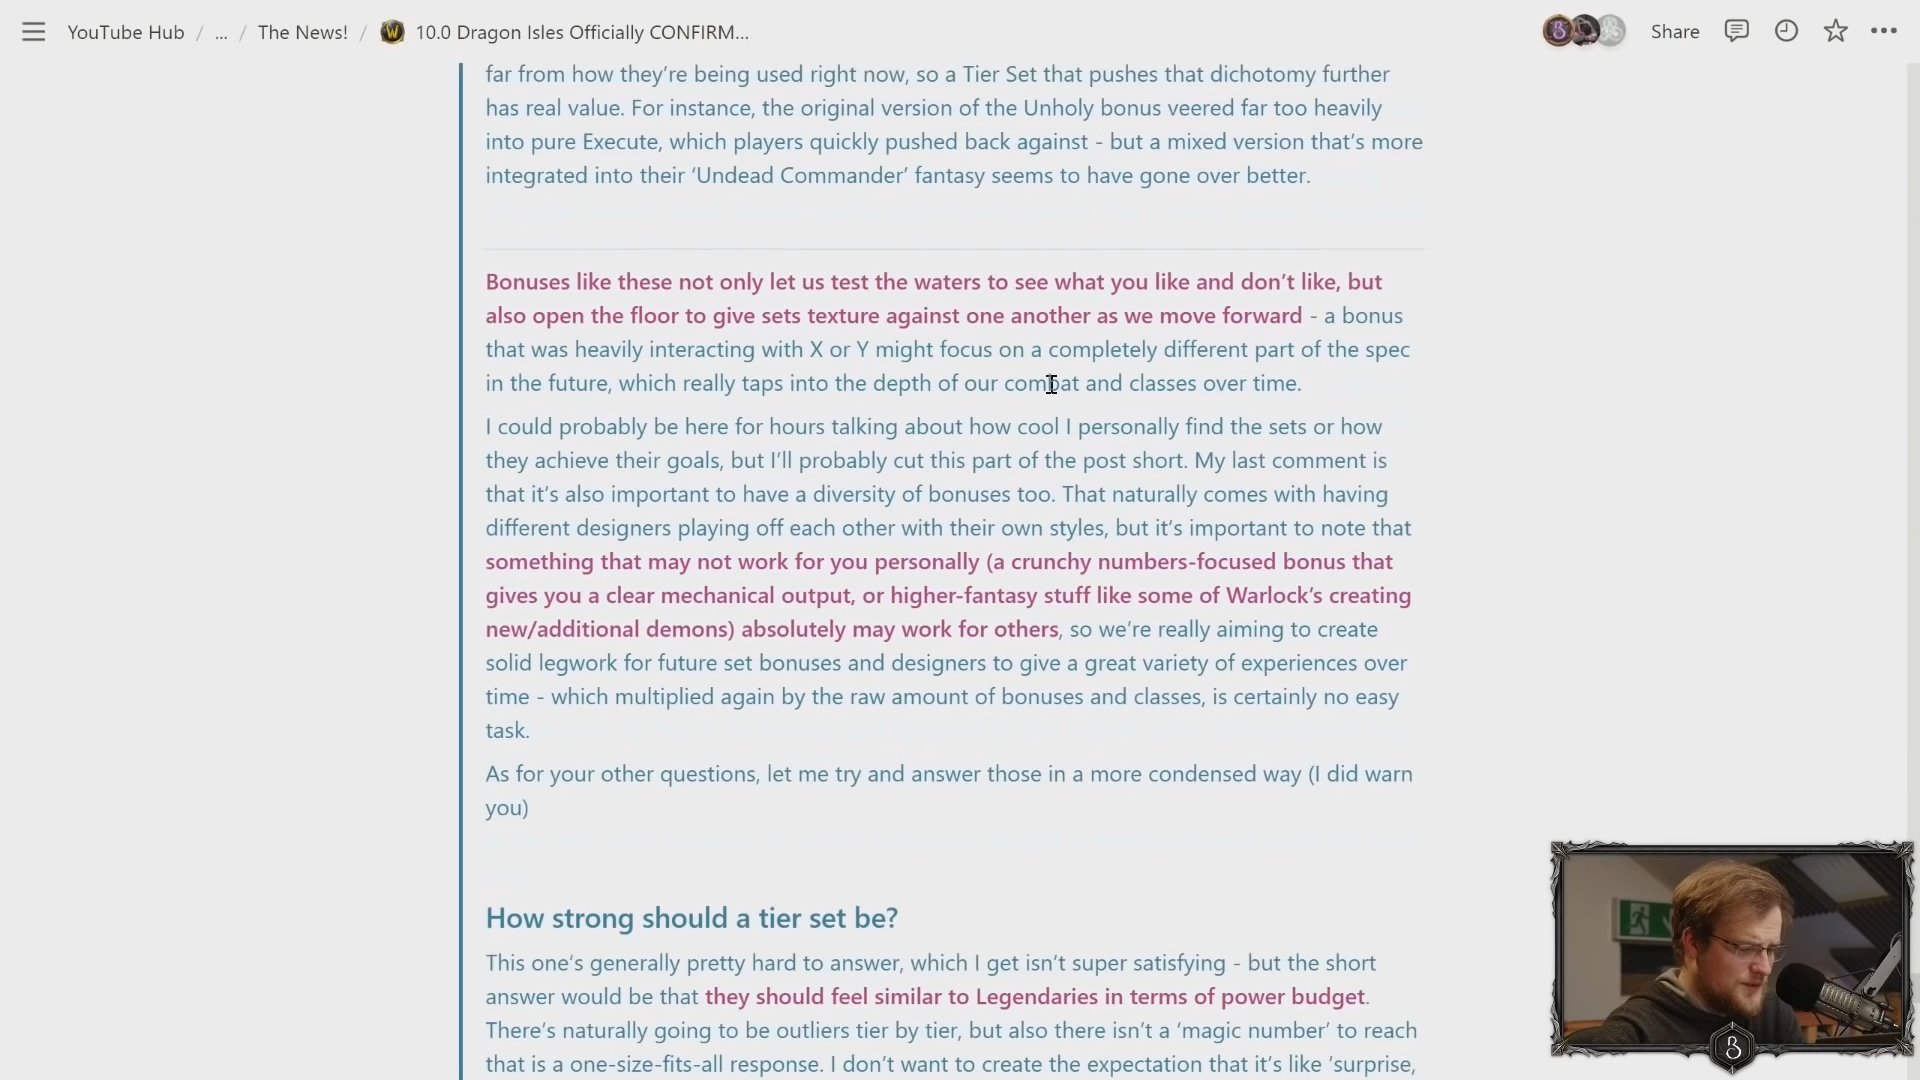 YouTube Hub / ... / The News! / 10.0 Dragon Isles Officially CONFIRM...
Share
far from how they’re being used right now, so a Tier Set that pushes that dichotomy further
has real value. For instance, the original version of the Unholy bonus veered far too heavily
into pure Execute, which players quickly pushed back against - but a mixed version that’s more
integrated into their ‘Undead Commander’ fantasy seems to have gone over better.
Bonuses like these not only let us test the waters to see what you like and don’t like, but
also open the floor to give sets texture against one another as we move forward - a bonus
that was heavily interacting with X or Y might focus on a completely different part of the spec
in the future, which really taps into the depth of our combat and classes over time.
I could probably be here for hours talking about how cool I personally find the sets or how
they achieve their goals, but I’ll probably cut this part of the post short. My last comment is
that it’s also important to have a diversity of bonuses too. That naturally comes with having
different designers playing off each other with their own styles, but it’s important to note that
something that may not work for you personally (a crunchy numbers-focused bonus that
gives you a clear mechanical output, or higher-fantasy stuff like some of Warlock’s creating
new/additional demons) absolutely may work for others, so we’re really aiming to create
solid legwork for future set bonuses and designers to give a great variety of experiences over
time - which multiplied again by the raw amount of bonuses and classes, is certainly no easy
task.
As for your other questions, let me try and answer those in a more condensed way (I did warn
you)
How strong should a tier set be?
This one’s generally pretty hard to answer, which I get isn’t super satisfying - but the short
answer would be that they should feel similar to Legendaries in terms of power budget.
There’s naturally going to be outliers tier by tier, but also there isn’t a ‘magic number’ to reach
that is a one-size-fits-all response. I don’t want to create the expectation that it’s like ‘surprise,
B